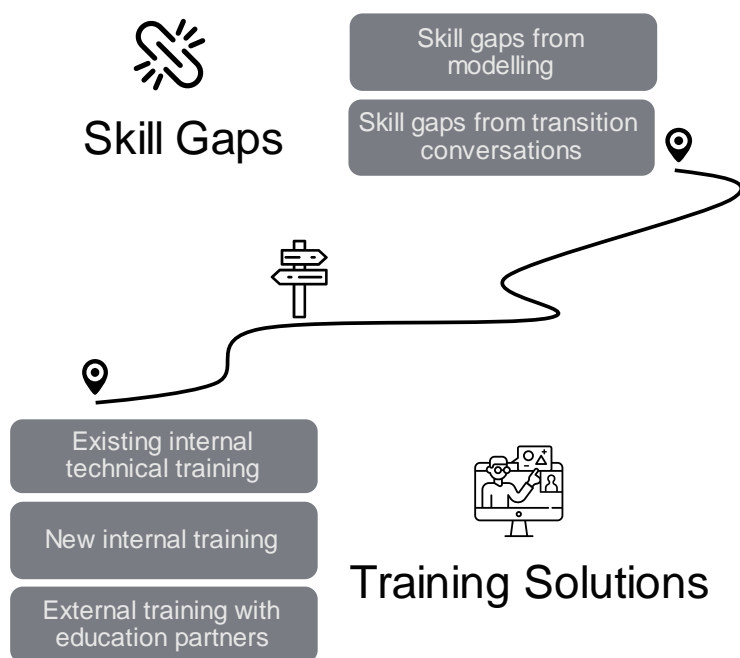 Skill gaps from
modelling
Skill Gaps
Skill gaps from transition
conversations
Existing internal
technical training
New internal training
Training Solutions
External training with
education partners